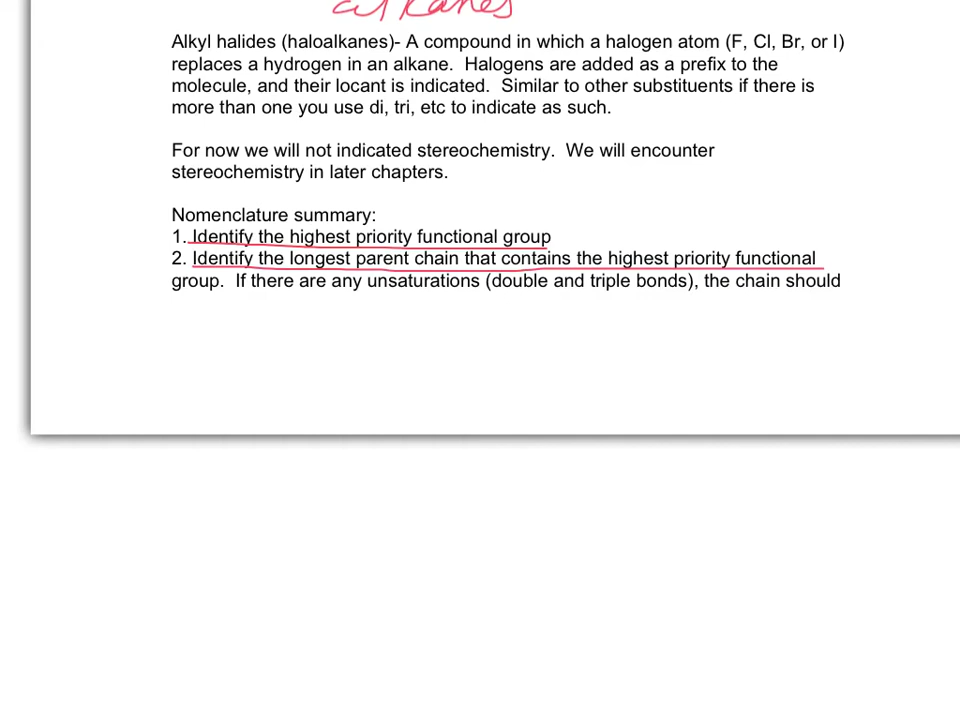 alkanes
Alkyl halides (haloalkanes)- A compound in which a halogen atom (F, Cl, Br, or I)
replaces a hydrogen in an alkane.  Halogens are added as a prefix to the
molecule, and their locant is indicated.  Similar to other substituents if there is
more than one you use di, tri, etc to indicate as such.
For now we will not indicated stereochemistry.  We will encounter
stereochemistry in later chapters.
Nomenclature summary:
1. Identify the highest priority functional group
2. Identify the longest parent chain that contains the highest priority functional
group.  If there are any unsaturations (double and triple bonds), the chain should